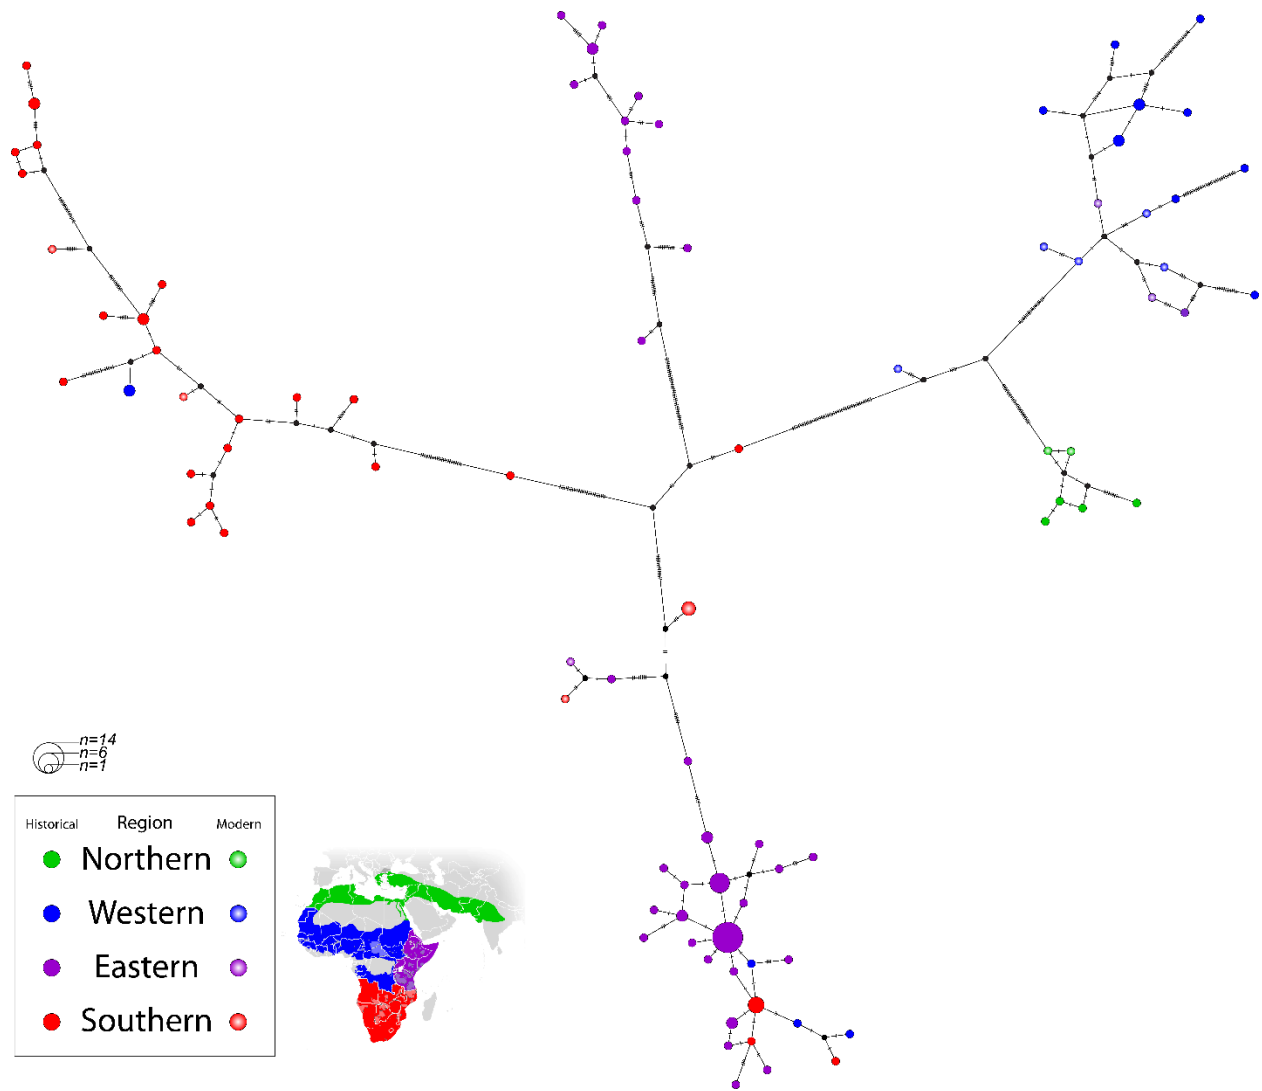 n=14
n=6
n=1
Historical Region Modern
Northern
Western
Eastern
Southern